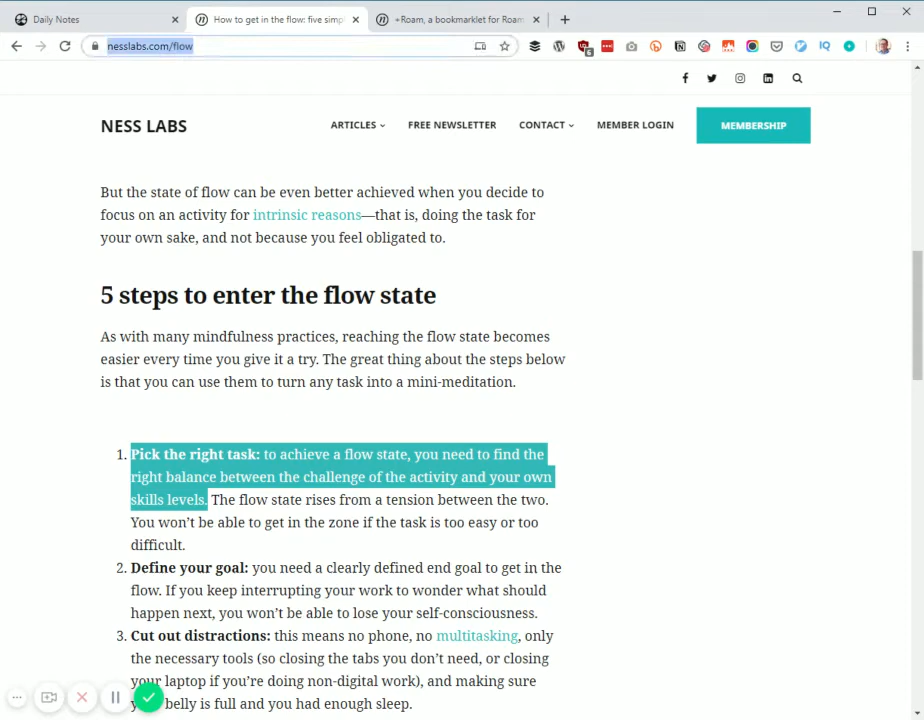 Daily Notes
How to get in the flow: five simpl
+Roam, a bookmarklet for Roam
nesslabs.com/flow
6
IQ
NESS LABS
ARTICLES
FREE NEWSLETTER
CONTACT
MEMBER LOGIN
MEMBERSHIP
But the state of flow can be even better achieved when you decide to
focus on an activity for intrinsic reasons—that is, doing the task for
your own sake, and not because you feel obligated to.
5 steps to enter the flow state
As with many mindfulness practices, reaching the flow state becomes
easier every time you give it a try. The great thing about the steps below
is that you can use them to turn any task into a mini-meditation.
1. Pick the right task: to achieve a flow state, you need to find the
right balance between the challenge of the activity and your own
skills levels. The flow state rises from a tension between the two.
You won’t be able to get in the zone if the task is too easy or too
difficult.
2. Define your goal: you need a clearly defined end goal to get in the
flow. If you keep interrupting your work to wonder what should
happen next, you won’t be able to lose your self-consciousness.
3. Cut out distractions: this means no phone, no multitasking, only
the necessary tools (so closing the tabs you don’t need, or closing
your laptop if you’re doing non-digital work), and making sure
belly is full and you had enough sleep.